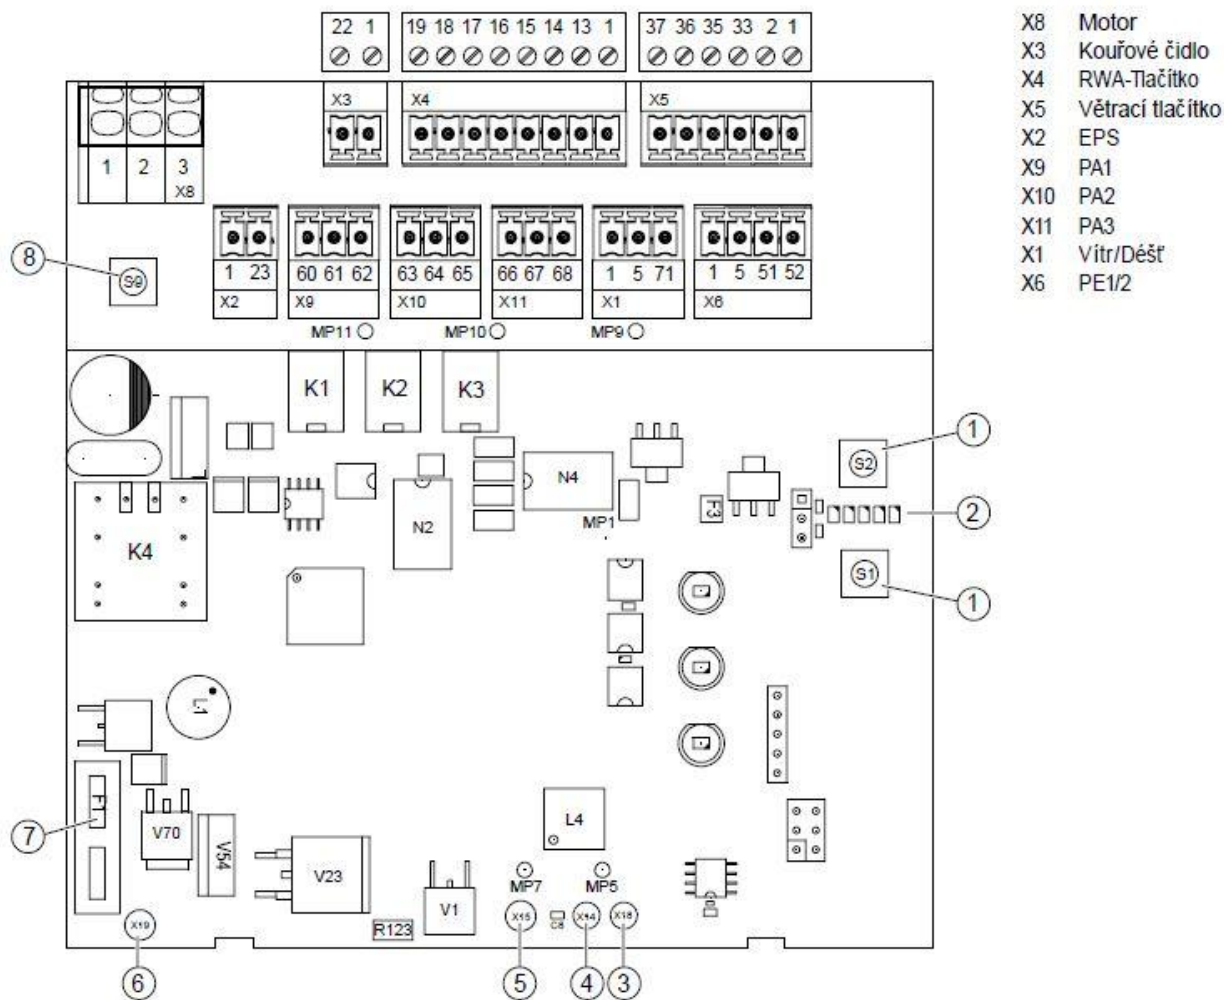 22 1
19 18 17 16 15 14 13 1
37 36 35 33 2 1
X3
X4
X5
1 2 3
X8
1 23
X2
60 61 62
X9
63 64 65
X10
66 67 68
X11
1 5 71
X1
1 5 51 52
X6
8
S9
MP11
MP10
MP9
K1
K2
K3
N4
N2
MP1
F3
S2
1
2
S1
1
K4
L1
F1
7
V70
V54
V23
V1
R123
L4
MP7
MP5
X19
X15
C8
X14
X18
6
5
4
3
X8 Motor
X3 Kouřové čidlo
X4 RWA-Tlačítko
X5 Větrací tlačítko
X2 EPS
X9 PA1
X10 PA2
X11 PA3
X1 Vítr/Déšť
X6 PE1/2